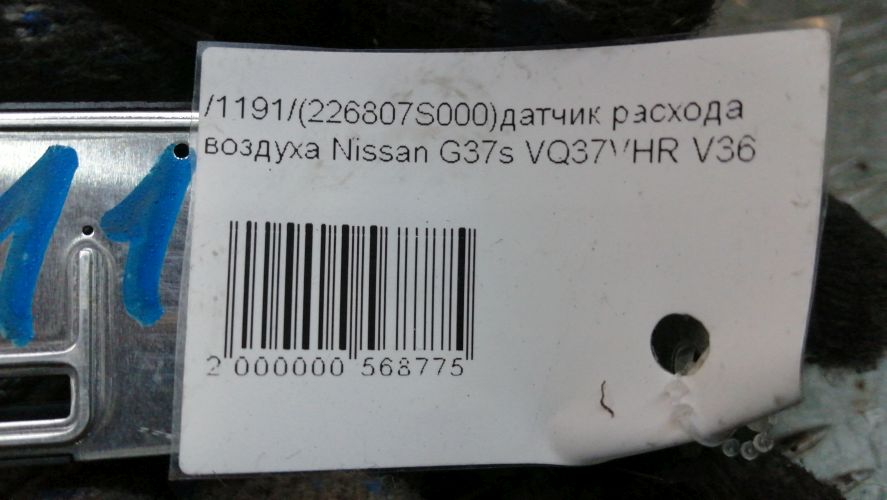 /1191/(226807S000)датчик расхода
воздуха Nissan G37s VQ37VHR V36
11
2 000000 568775